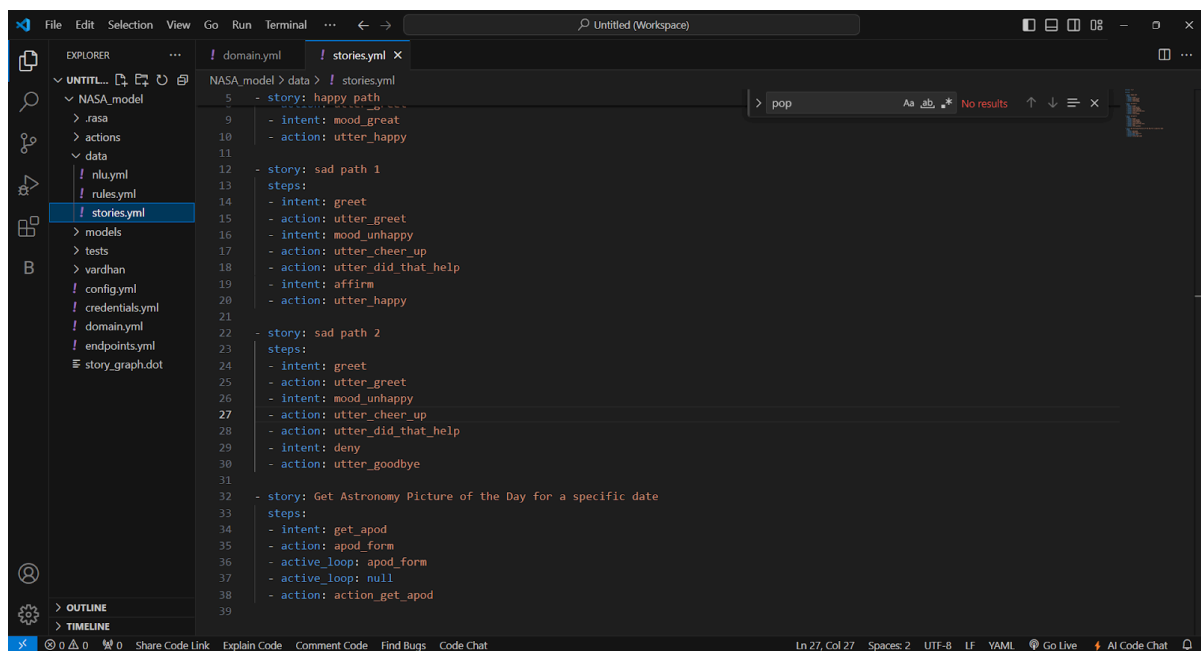 File Edit Selection View Go Run Terminal ··· ← → Untitled (Workspace)
EXPLORER ···
UNTITL...
NASA_model
.rasa
actions
data
nlu.yml
rules.yml
stories.yml
models
tests
vardhan
config.yml
credentials.yml
domain.yml
endpoints.yml
story_graph.dot
OUTLINE
TIMELINE
domain.yml stories.yml
NASA_model > data > stories.yml
pop Aa ab .* No results
5 - story: happy path
9 - intent: mood_great
10 - action: utter_happy
11
12 - story: sad path 1
13 steps:
14 - intent: greet
15 - action: utter_greet
16 - intent: mood_unhappy
17 - action: utter_cheer_up
18 - action: utter_did_that_help
19 - intent: affirm
20 - action: utter_happy
21
22 - story: sad path 2
23 steps:
24 - intent: greet
25 - action: utter_greet
26 - intent: mood_unhappy
27 - action: utter_cheer_up
28 - action: utter_did_that_help
29 - intent: deny
30 - action: utter_goodbye
31
32 - story: Get Astronomy Picture of the Day for a specific date
33 steps:
34 - intent: get_apod
35 - action: apod_form
36 - active_loop: apod_form
37 - active_loop: null
38 - action: action_get_apod
39
0 0 0 Share Code Link Explain Code Comment Code Find Bugs Code Chat Ln 27, Col 27 Spaces: 2 UTF-8 LF YAML Go Live AI Code Chat